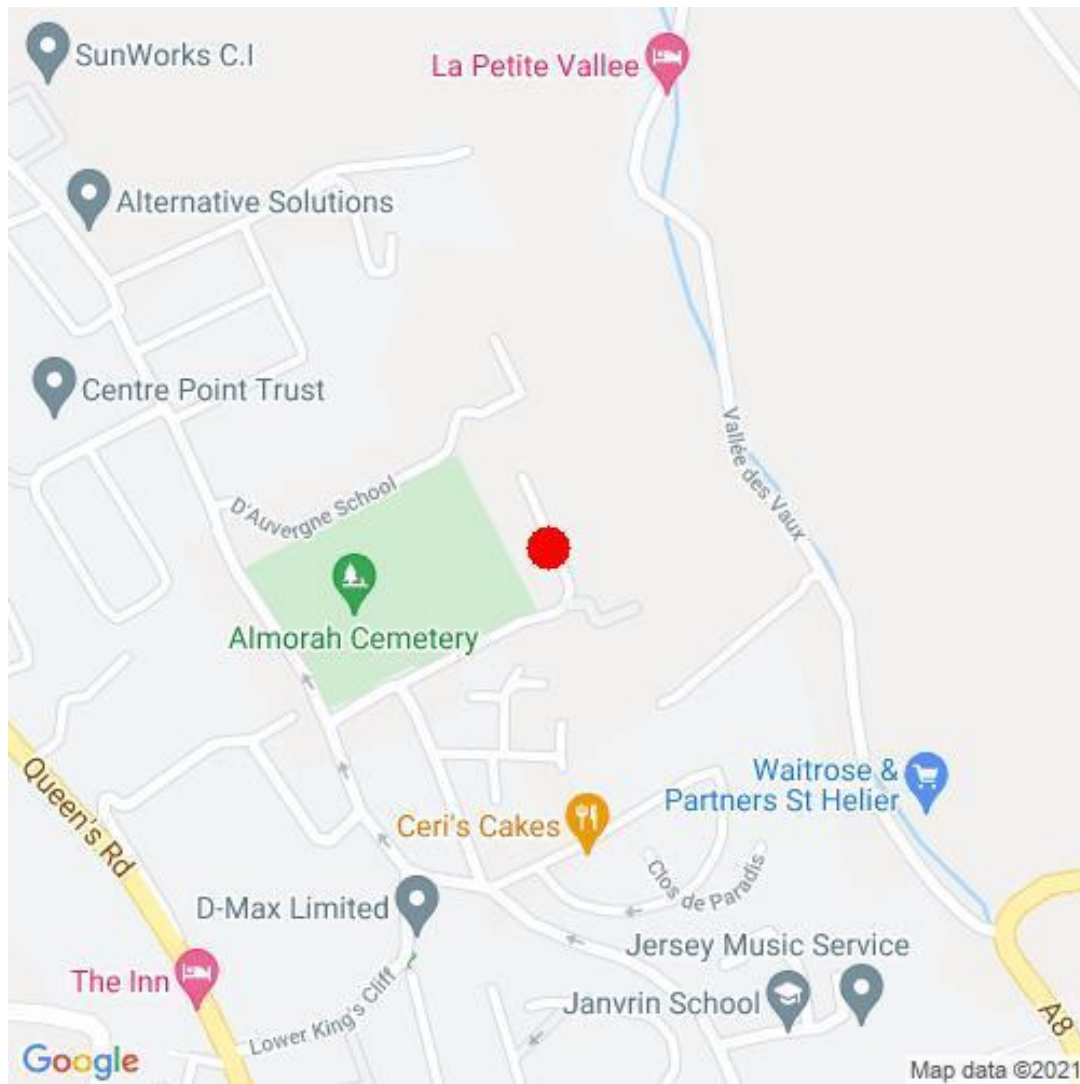 SunWorks C.I
La Petite Vallee
Alternative Solutions
Centre Point Trust
Vallée des Vaux
D'Auvergne School
Almorah Cemetery
Queen's Rd
Waitrose &
Partners St Helier
Ceri's Cakes
Clos de Paradis
D-Max Limited
Jersey Music Service
The Inn
Janvrin School
Lower King's Cliff
A8
Google
Map data ©2021